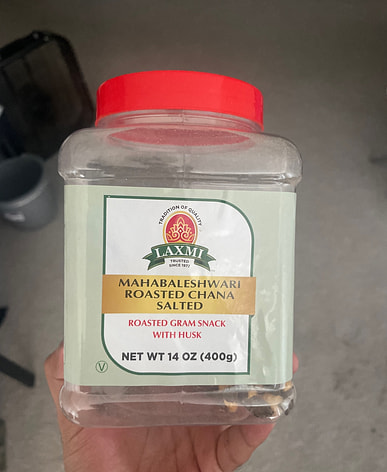 TRADITION OF QUALITY
LAXMI
TRUSTED
SINCE 1972
MAHABALESHWARI
ROASTED CHANA
SALTED
ROASTED GRAM SNACK
WITH HUSK
NET WT 14 OZ (400g)
V